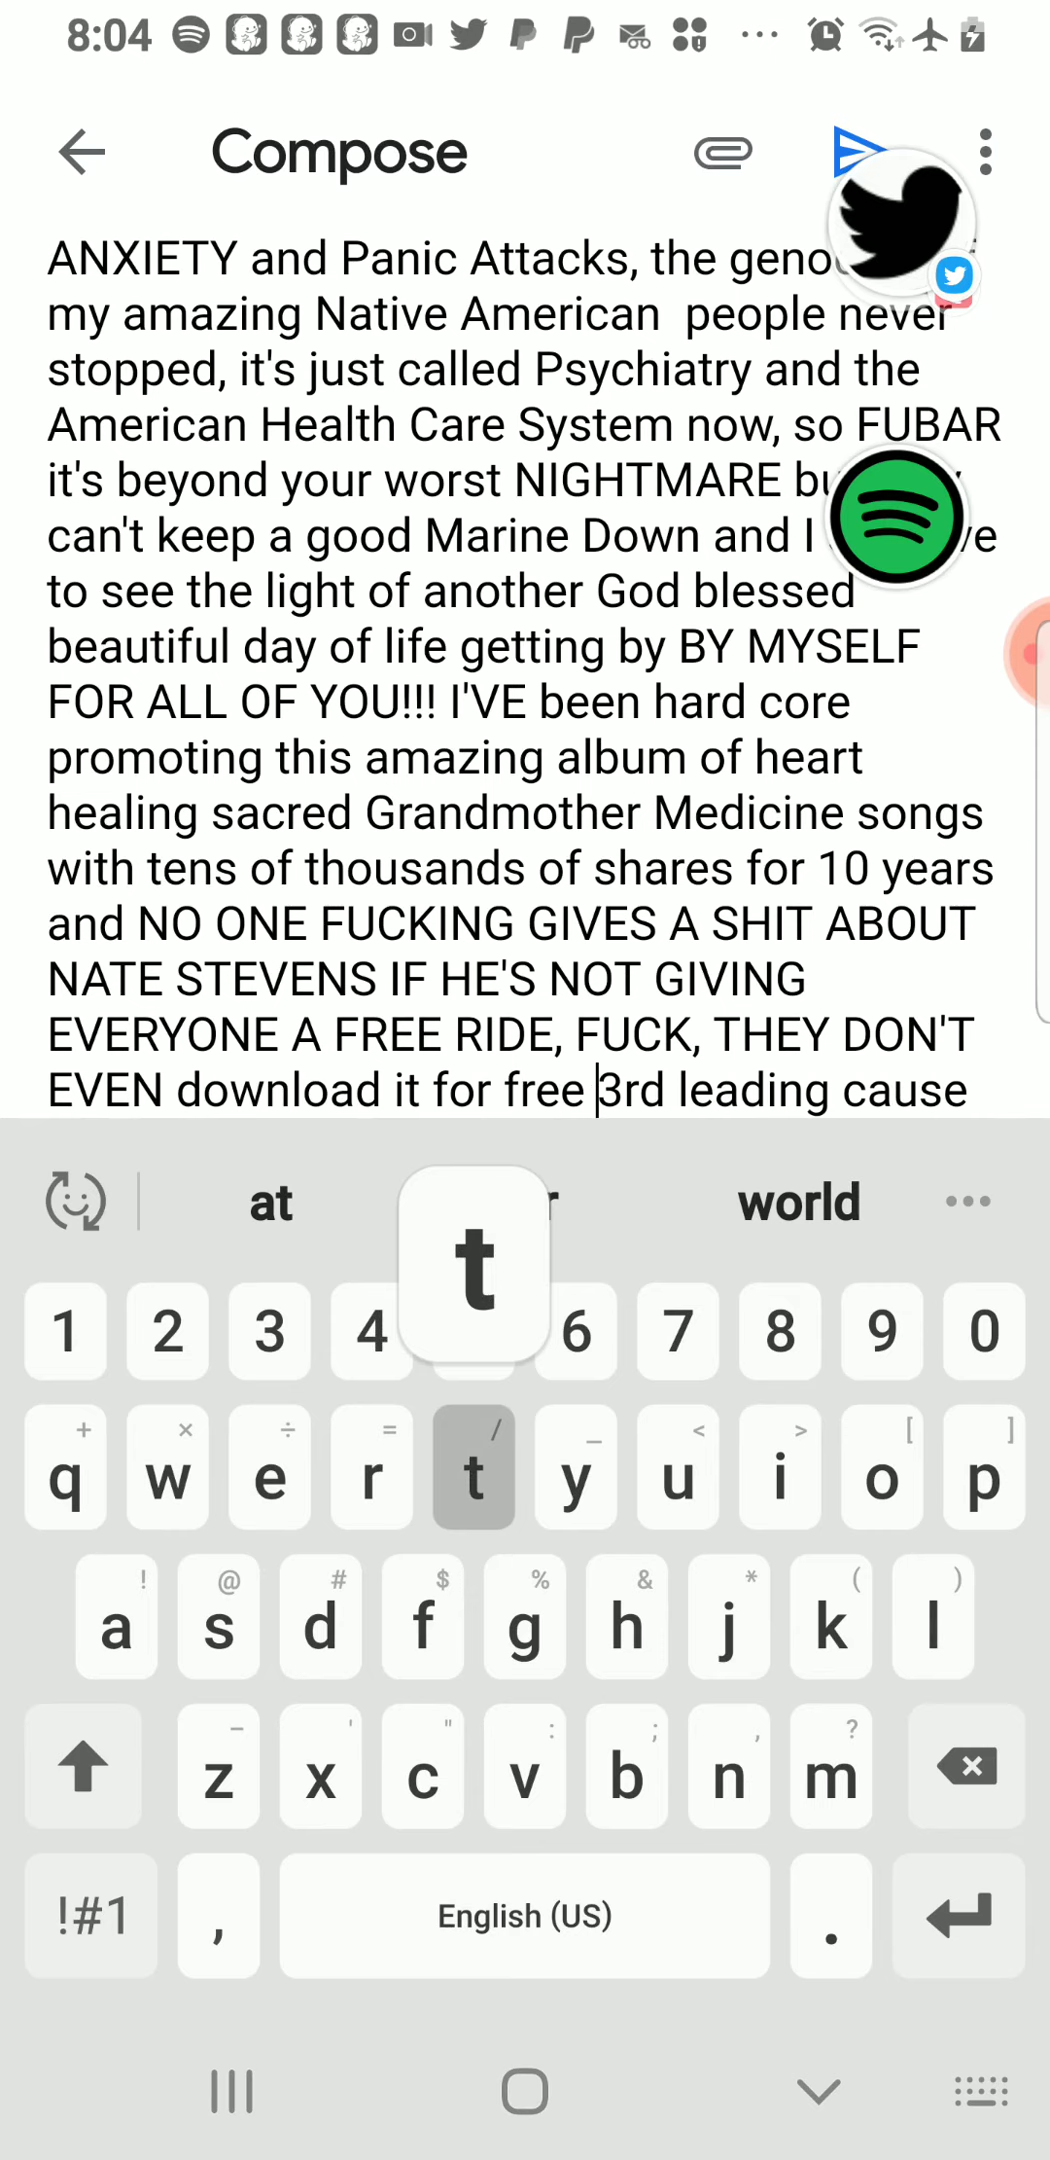 8:04
Compose
ANXIETY and Panic Attacks, the
my amazing Native American  people never
stopped, it's just called Psychiatry and the
American Health Care System now, so FUBAR
it's beyond your worst NIGHTMARE
can't keep a good Marine Down and I
to see the light of another God blessed
beautiful day of life getting by BY MYSELF
FOR ALL OF YOU!!! I'VE been hard core
promoting this amazing album of heart
healing sacred Grandmother Medicine songs
with tens of thousands of shares for 10 years
and NO ONE FUCKING GIVES A SHIT ABOUT
NATE STEVENS IF HE'S NOT GIVING
EVERYONE A FREE RIDE, FUCK, THEY DON'T
EVEN download it for free 3rd leading cause
at world
t
1 2 3 4 6 7 8 9 0
+ × ÷ = / _ < > [ ]
q w e r t y u i o p
! @ # $ % & * ( )
a s d f g h j k l
- ' " : ; , ?
z x c v b n m
!#1 , English (US) .